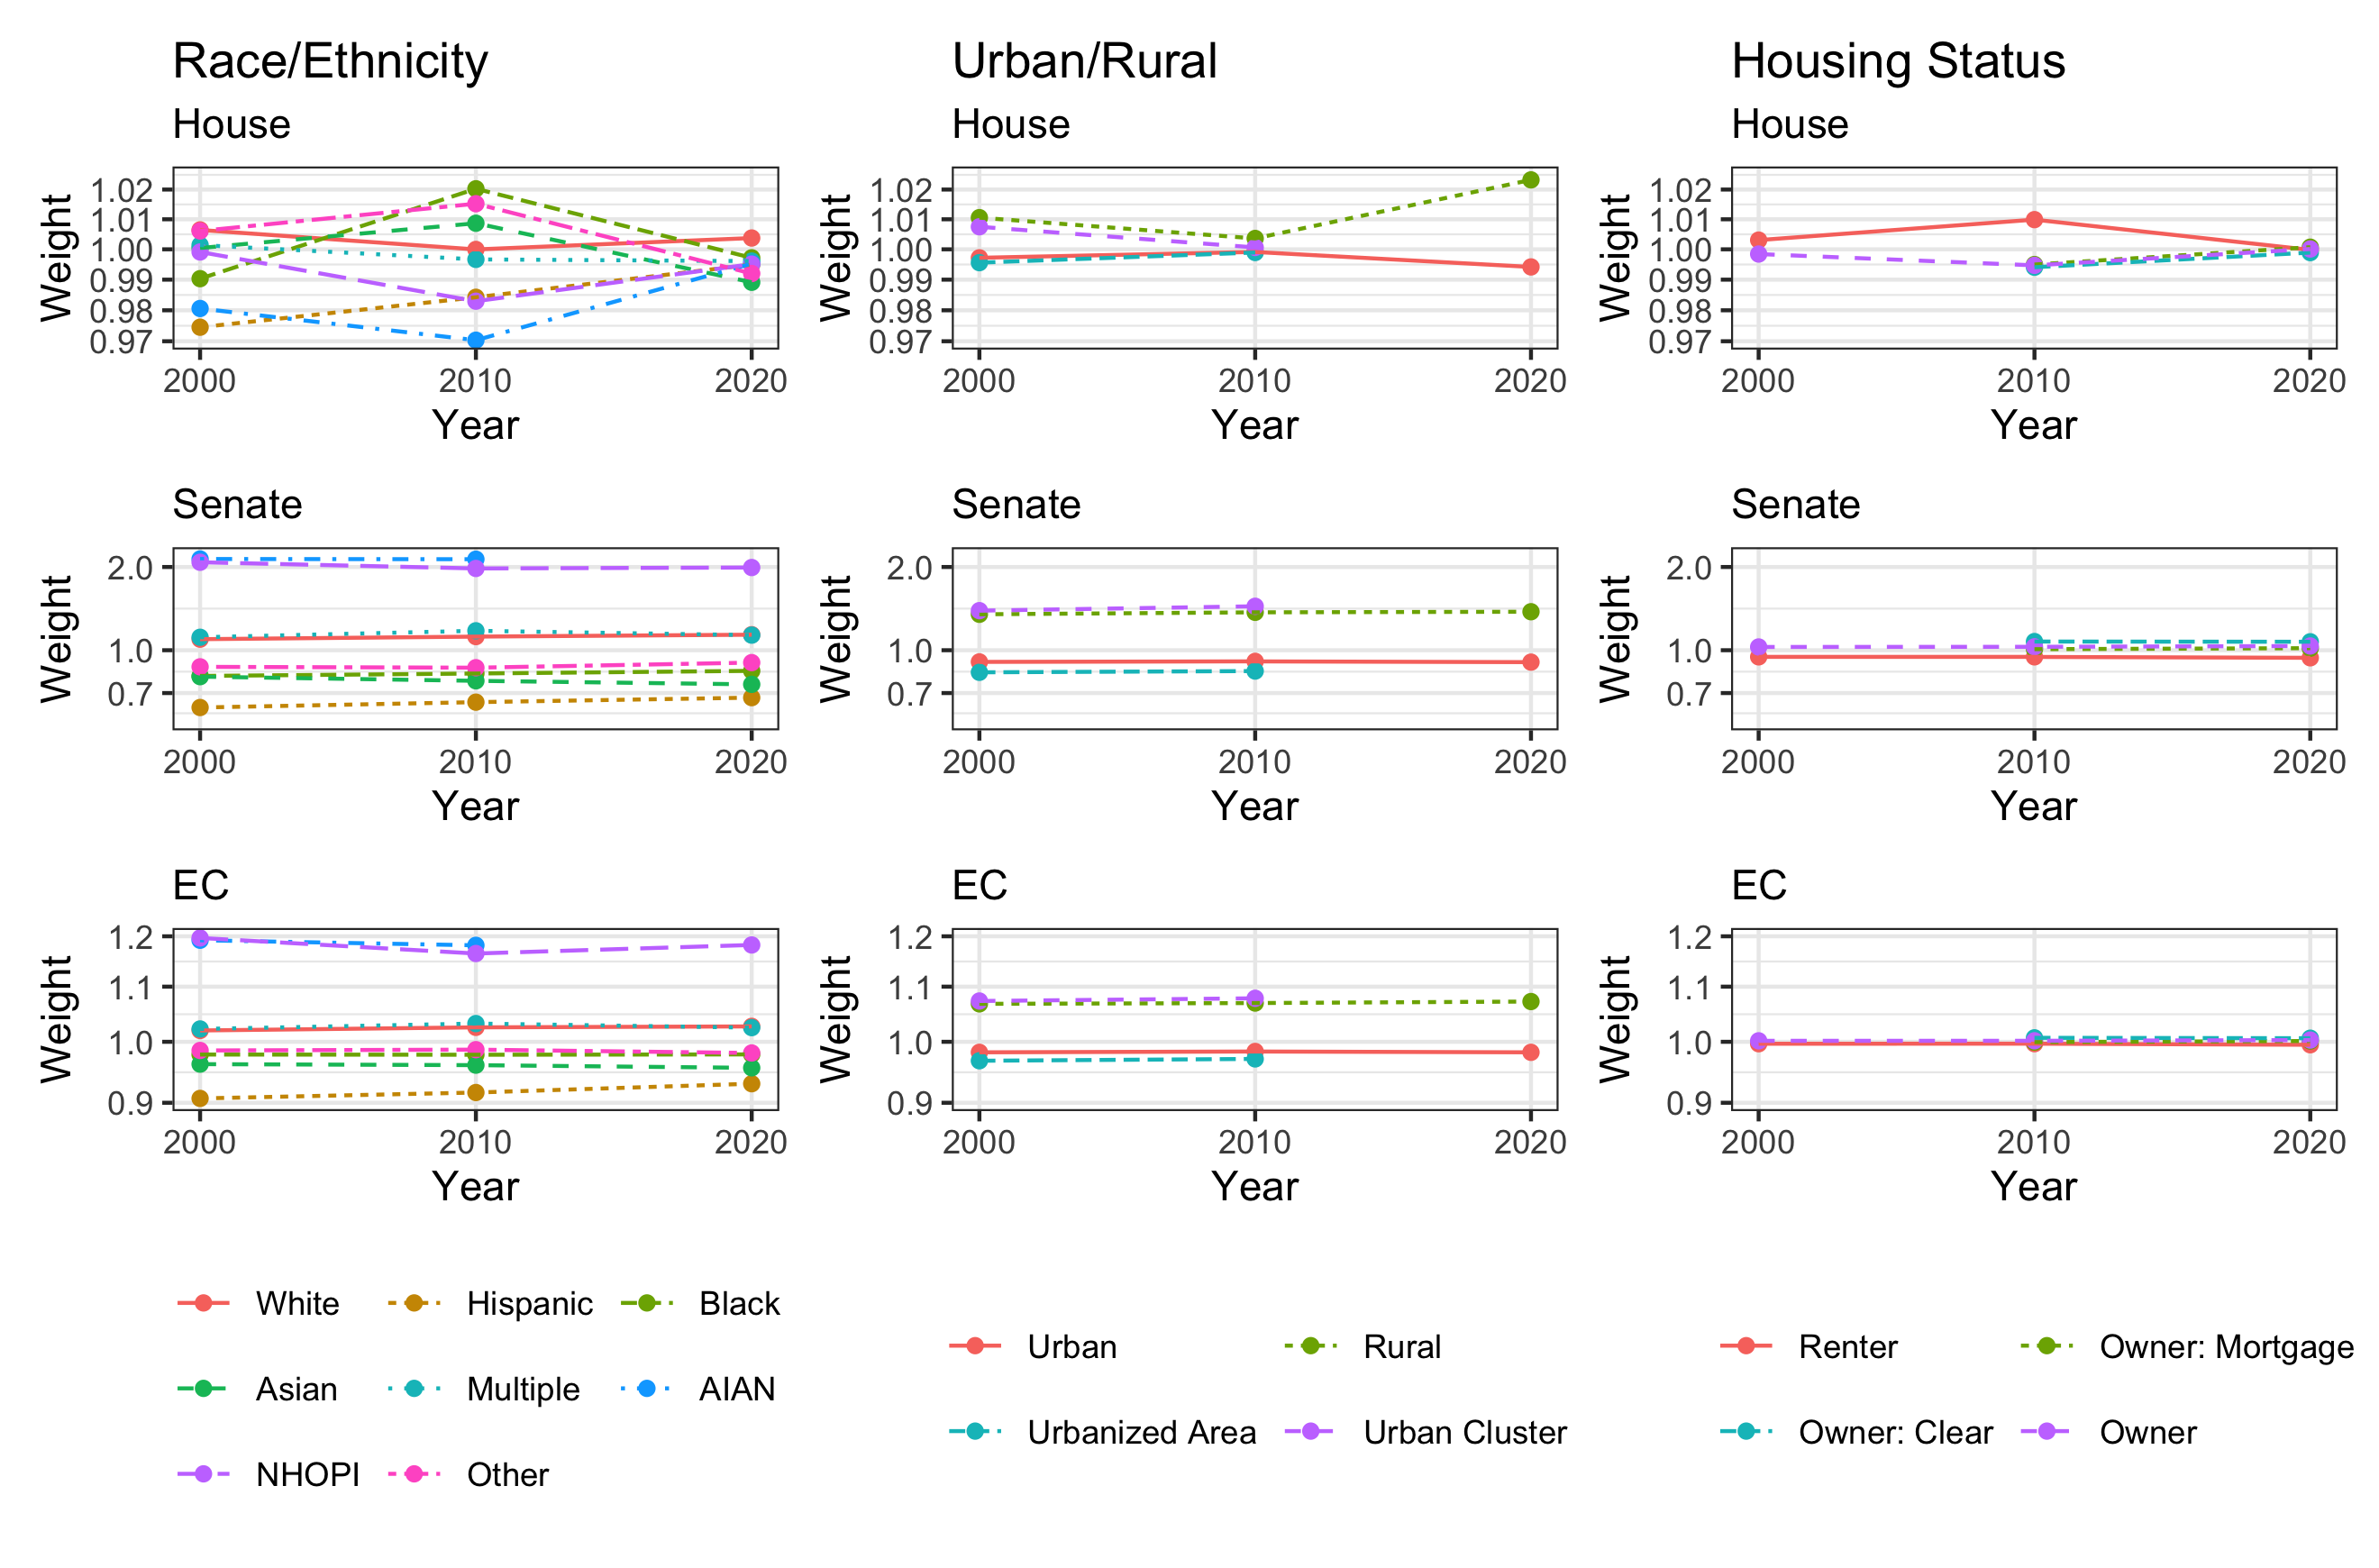 Race/Ethnicity Urban/Rural Housing Status
House House House
Weight 1.02 1.01 1.00 0.99 0.98 0.97
2000 2010 2020
Year
Weight 1.02 1.01 1.00 0.99 0.98 0.97
2000 2010 2020
Year
Weight 1.02 1.01 1.00 0.99 0.98 0.97
2000 2010 2020
Year
Senate Senate Senate
Weight 2.0 1.0 0.7
2000 2010 2020
Year
Weight 2.0 1.0 0.7
2000 2010 2020
Year
Weight 2.0 1.0 0.7
2000 2010 2020
Year
EC EC EC
Weight 1.2 1.1 1.0 0.9
2000 2010 2020
Year
Weight 1.2 1.1 1.0 0.9
2000 2010 2020
Year
Weight 1.2 1.1 1.0 0.9
2000 2010 2020
Year
White Hispanic Black
Asian Multiple AIAN
NHOPI Other
Urban Rural
Urbanized Area Urban Cluster
Renter Owner: Mortgage
Owner: Clear Owner